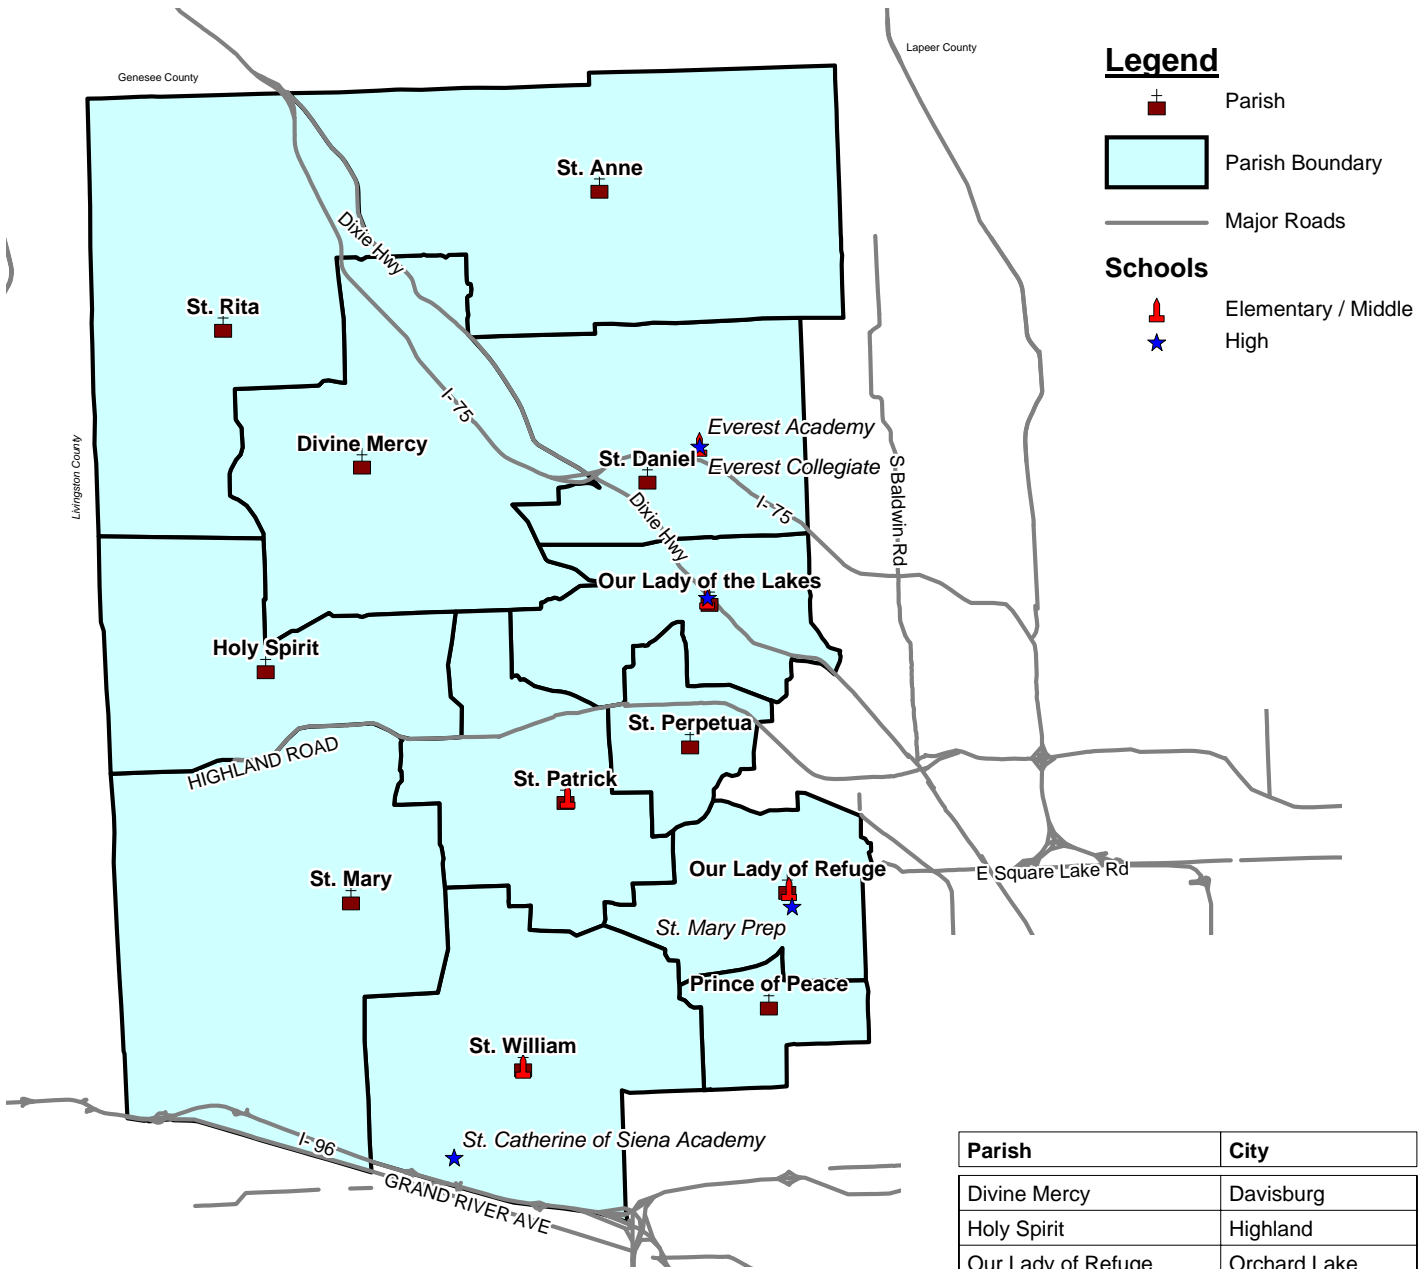 Genesee County
Lapeer County
Legend
Parish
Parish Boundary
Major Roads
Schools
Elementary / Middle
High
St. Anne
Dixie Hwy
St. Rita
I- 75
Divine Mercy
Livingston County
Everest Academy
St. Daniel
Everest Collegiate
S Baldwin Rd
I- 75
Dixie Hwy
Our Lady of the Lakes
Holy Spirit
St. Perpetua
HIGHLAND ROAD
St. Patrick
St. Mary
Our Lady of Refuge
E Square Lake Rd
St. Mary Prep
Prince of Peace
St. William
I- 96
St. Catherine of Siena Academy
GRAND RIVER AVE
Parish City
Divine Mercy Davisburg
Holy Spirit Highland
Our Lady of Refuge Orchard Lake